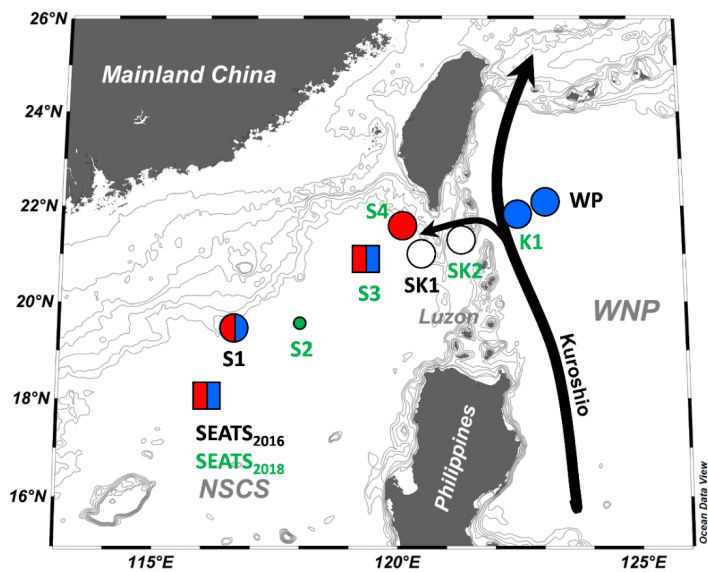 26°N
Mainland China
24°N
22°N
S4
WP
K1
SK1
SK2
S3
20°N
Luzon
WNP
S1
S2
Kuroshio
18°N
SEATS2016
SEATS2018
NSCS
Philippines
16°N
Ocean Data View
115°E
120°E
125°E